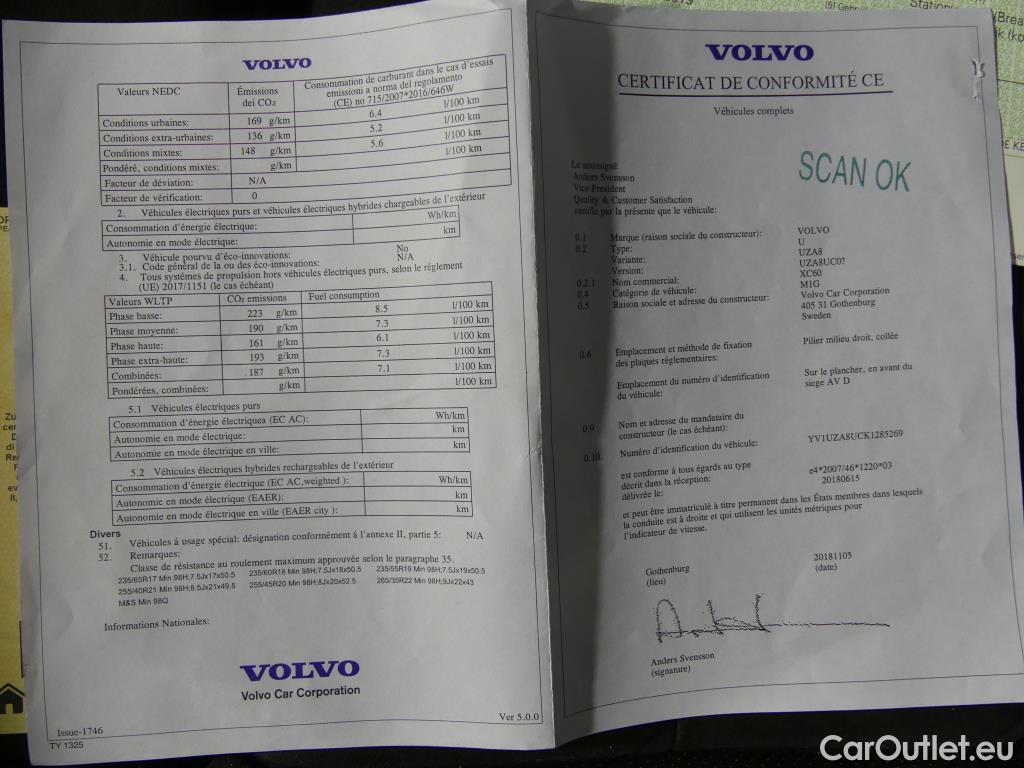 VOLVO
Valeurs NEDC
Émissions
dei CO2
Consommation de carburant dans le cas d'essais
emissioni a norma del regolamento
(CE) no 715/2007*2016/646W
Conditions urbaines: 169 g/km 6.4 l/100 km
Conditions extra-urbaines: 136 g/km 5.2 l/100 km
Conditions mixtes: 148 g/km 5.6 l/100 km
Pondéré, conditions mixtes: g/km l/100 km
Facteur de déviation: N/A
Facteur de vérification: 0
2. Véhicules électriques purs et véhicules électriques hybrides chargeables de l'extérieur
Consommation d'énergie électrique: Wh/km
Autonomie en mode électrique: km
3. Véhicule pourvu d'éco-innovations: No
3.1. Code général de la ou des éco-innovations: N/A
4. Tous systèmes de propulsion hors véhicules électriques purs, selon le réglement
(UE) 2017/1151 (le cas échéant)
Valeurs WLTP CO2 emissions Fuel consumption
Phase basse: 223 g/km 8.5 l/100 km
Phase moyenne: 190 g/km 7.3 l/100 km
Phase haute: 161 g/km 6.1 l/100 km
Phase extra-haute: 193 g/km 7.3 l/100 km
Combinées: 187 g/km 7.1 l/100 km
Pondérées, combinées: g/km l/100 km
5.1 Véhicules électriques purs
Consommation d'énergie électriquea (EC AC): Wh/km
Autonomie en mode électrique: km
Autonomie en mode électrique en ville: km
5.2 Véhicules électriques hybrides rechargeables de l'extérieur
Consommation d'énergie électrique (EC AC,weighted ): Wh/km
Autonomie en mode électrique (EAER): km
Autonomie en mode électrique en ville (EAER city ): km
Divers
51. Véhicules à usage spécial: désignation conformément à l'annexe II, partie 5: N/A
52. Remarques:
Classe de résistance au roulement maximum approuvée selon le paragraphe 35.
235/65R17 Min 98H;7.5Jx17x50.5 235/60R18 Min 98H;7.5Jx18x50.5 235/55R19 Min 98H;7.5Jx19x50.5
255/40R21 Min 98H;8.5Jx21x49.5 255/45R20 Min 98H;8Jx20x52.5 265/35R22 Min 98H;9Jx22x43
M&S Min 98Q
Informations Nationales:
VOLVO
Volvo Car Corporation
Issue-1746
TY 1325
Ver 5.0.0
VOLVO
CERTIFICAT DE CONFORMITÉ CE
Véhicules complets
SCAN OK
Le soussigné
Anders Svensson
Vice President
Quality & Customer Satisfaction
certifie par la présente que le véhicule:
0.1 Marque (raison sociale du constructeur): VOLVO
0.2 Type: U
Variante: UZA8
Version: UZA8UC0?
0.2.1 Nom commercial: XC60
0.4 Catégorie de véhicule: M1G
0.5 Raison sociale et adresse du constructeur: Volvo Car Corporation
405 31 Gothenburg
Sweden
0.6 Emplacement et méthode de fixation
des plaques réglementaires: Pilier milieu droit, collée
Emplacement du numéro d'identification
du véhicule: Sur le plancher, en avant du
siege AV D
0.9 Nom et adresse du mandataire du
constructeur (le cas échéant):
0.10. Numéro d'identification du véhicule: YV1UZA8UCK1285269
est conforme à tous égards au type
décrit dans la réception: e4*2007/46*1220*03
délivrée le: 20180615
et peut être immatriculé à titre permanent dans les États membres dans lesquels
la conduite est à droite et qui utilisent les unités métriques pour
l'indicateur de vitesse.
Gothenburg 20181105
(lieu) (date)
Anders Svensson
(signature)
CarOutlet.eu